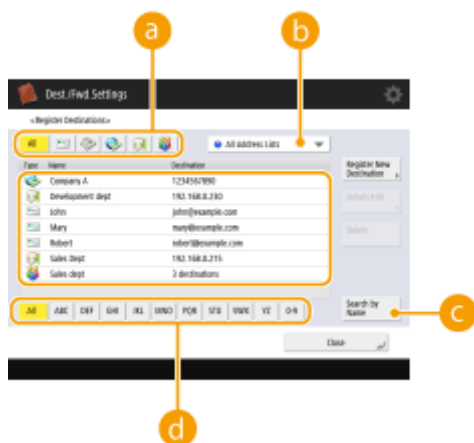 a
b
Dest./Fwd.Settings
<Register Destinations>
All
All Address Lists
Type Name Destination
Register New Destination
Company A 1234567890
Development dept 192.168.0.230
Details/Edit
John john@example.com
Mary mary@example.com
Delete
Robert robert@example.com
Sales Dept 192.168.0.215
Sales dept 3 destinations
All ABC DEF GHI JKL MNO PQR STU VWX YZ 0-9
Search by Name
c
Close
d